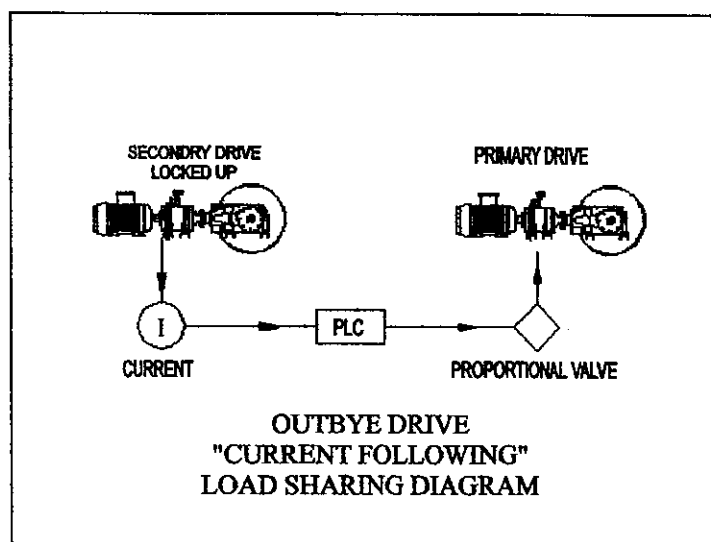 SECONDRY DRIVE
LOCKED UP
PRIMARY DRIVE
I
PLC
CURRENT
PROPORTIONAL VALVE
OUTBYE DRIVE
"CURRENT FOLLOWING"
LOAD SHARING DIAGRAM